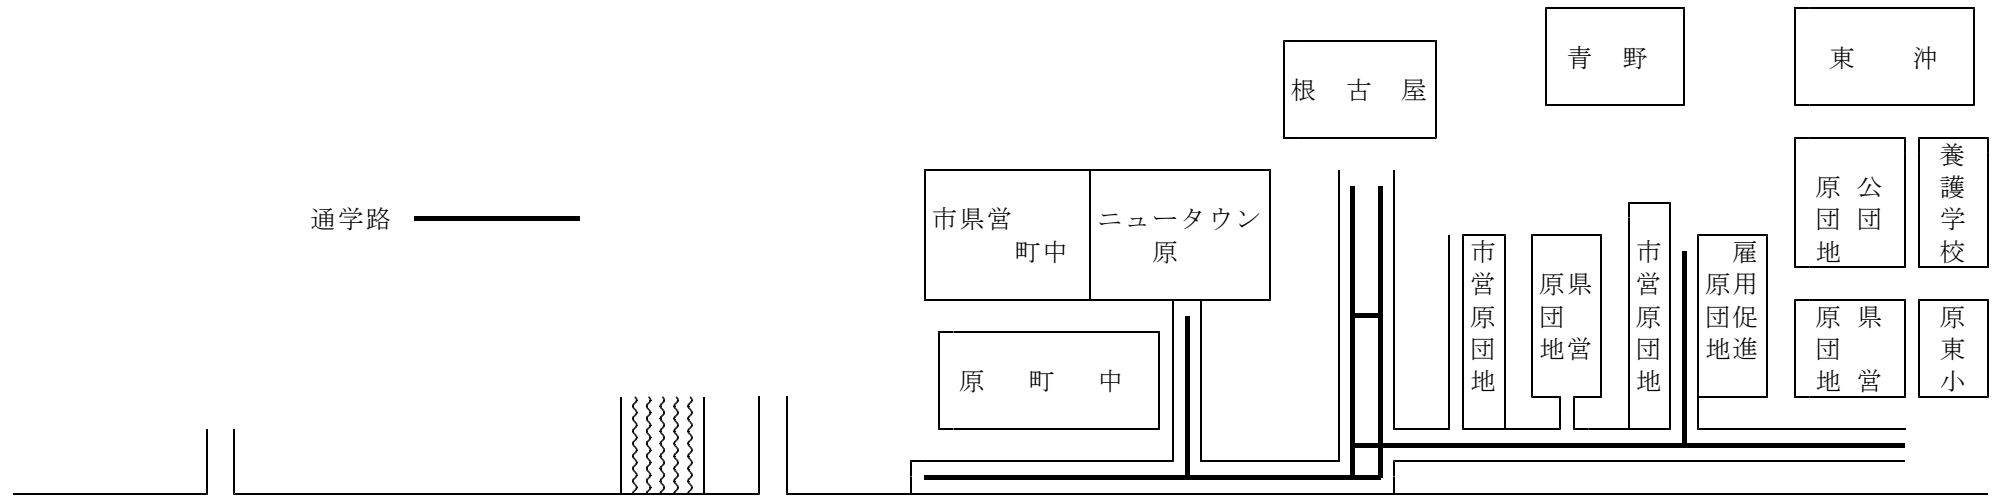 青野
東沖
根古屋
養護学校
公団
原団地
通学路
市県営
町中
ニュータウン
原
市営原団地
県営
原団地
市営原団地
雇用促進
原団地
県営
原団地
原東小
原町中